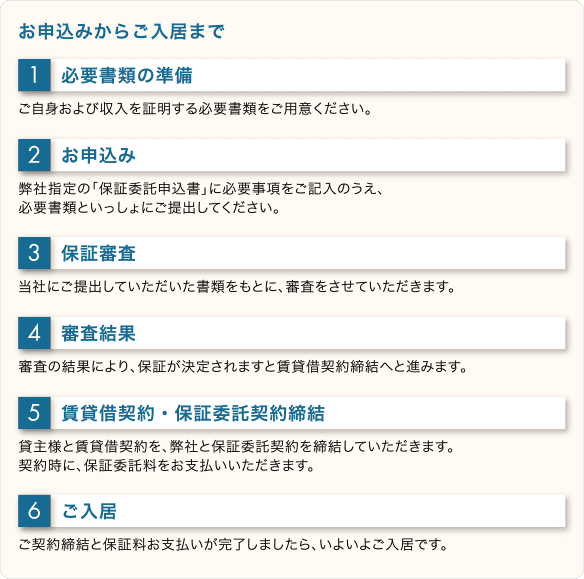 お申込みからご入居まで
1 必要書類の準備
ご自身および収入を証明する必要書類をご用意ください。
2 お申込み
弊社指定の「保証委託申込書」に必要事項をご記入のうえ、
必要書類といっしょにご提出してください。
3 保証審査
当社にご提出していただいた書類をもとに、審査をさせていただきます。
4 審査結果
審査の結果により、保証が決定されますと賃貸借契約締結へと進みます。
5 賃貸借契約・保証委託契約締結
貸主様と賃貸借契約を、弊社と保証委託契約を締結していただきます。
契約時に、保証委託料をお支払いいただきます。
6 ご入居
ご契約締結と保証料お支払いが完了しましたら、いよいよご入居です。